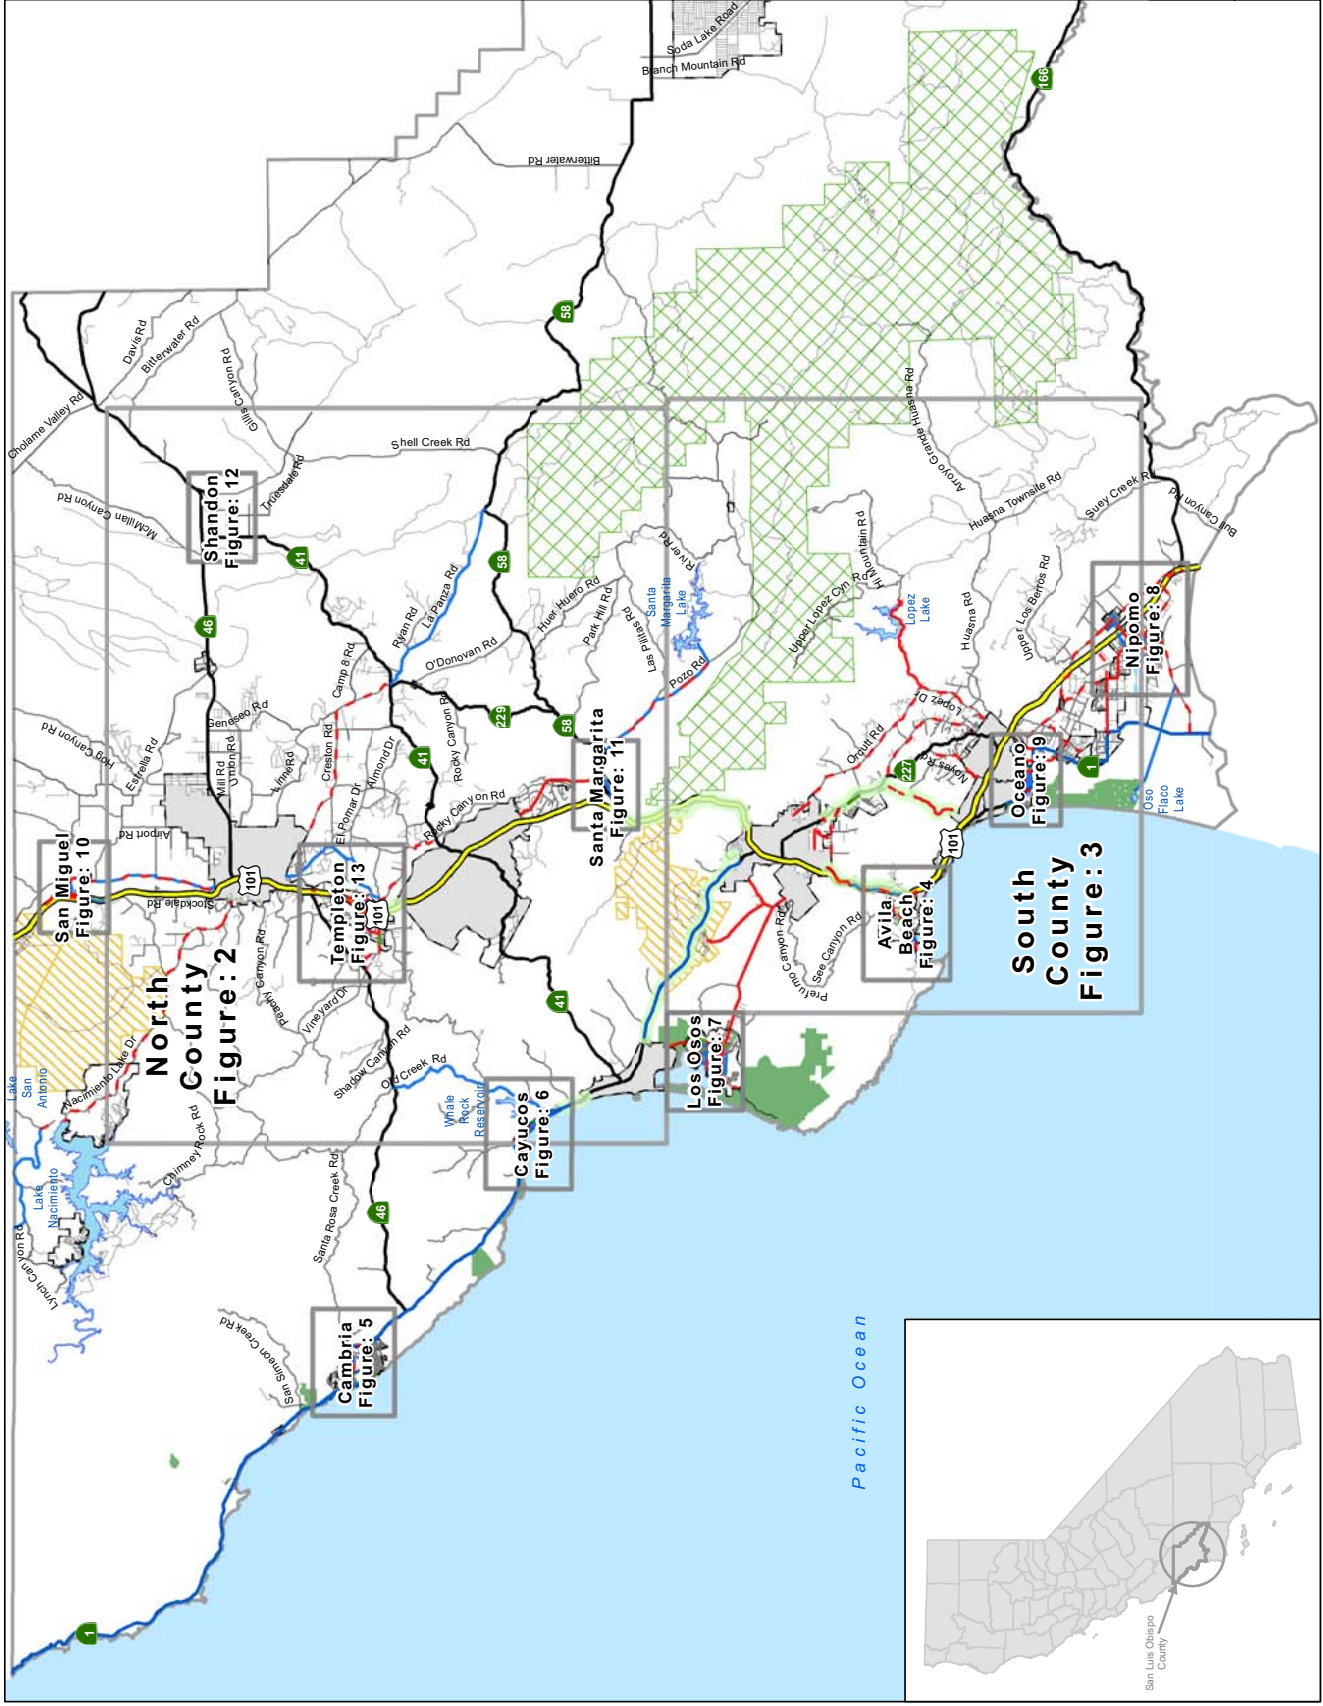 Lake
San
Antonio
Lake
Nacimiento
Lynch Canyon Rd
Nacimiento Lake Dr
Chimney Rock Rd
San Miguel
Figure: 10
North
County
Figure: 2
Hog Canyon Rd
Estrella Rd
Airport Rd
Stockdale Rd
McMillan Canyon Rd
Cholame Valley Rd
Davis Rd
Bitterwater Rd
Gillis Canyon Rd
Truesdale Rd
Shandon
Figure: 12
Shell Creek Rd
Bitterwater Rd
Soda Lake Road
Branch Mountain Rd
46
41
101
Mill Rd
Union Rd
Geneseo Rd
Linne Rd
Creston Rd
Camp 8 Rd
El Pomar Dr
Almond Dr
Ryan Rd
La Panza Rd
O'Donovan Rd
Rocky Canyon Rd
Rocky Canyon Rd
Peachy Canyon Rd
Vineyard Dr
Templeton
Figure: 13
101
41
229
58
58
58
Shadow Canyon Rd
Old Creek Rd
Santa Rosa Creek Rd
46
41
Whale
Rock
Reservoir
Cayucos
Figure: 6
San Simeon Creek Rd
Cambria
Figure: 5
1
Huer Huero Rd
Park Hill Rd
Las Pilitas Rd
Santa
Margarita
Lake
River Rd
Pozo Rd
Santa Margarita
Figure: 11
Los Osos
Figure: 7
Prefumo Canyon Rd
See Canyon Rd
Avila
Beach
Figure: 4
101
227
Orcutt Rd
Noyes Rd
Lopez Dr
Upper Lopez Cyn Rd
Hi Mountain Rd
Lopez
Lake
Arroyo Grande Huasna Rd
Huasna Rd
Huasna Townsite Rd
Upper Los Berros Rd
Suey Creek Rd
Bull Canyon Rd
166
Nipomo
Figure: 8
Oceano
Figure: 9
1
Oso
Flaco
Lake
South
County
Figure: 3
Pacific Ocean
San Luis Obispo
County